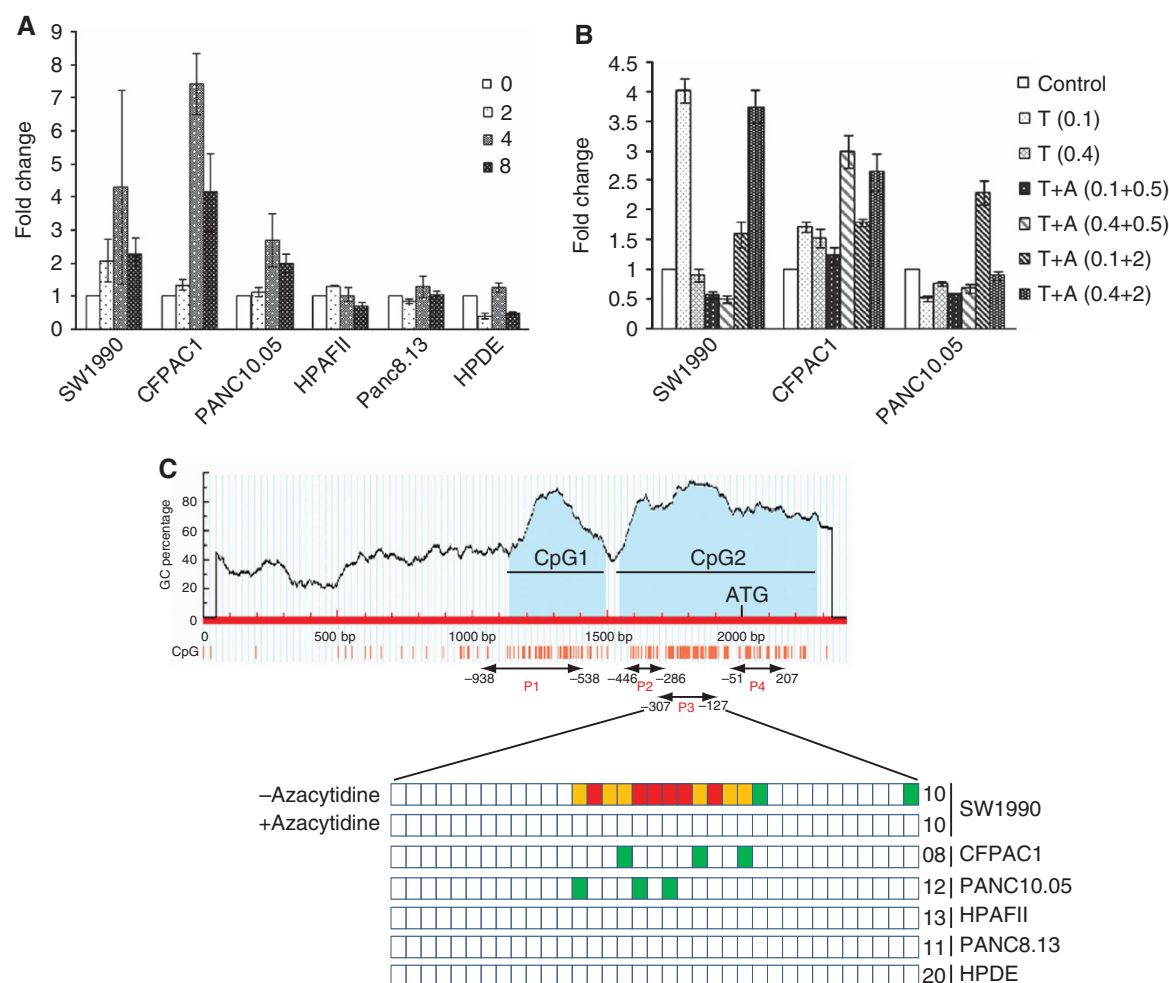 A
Fold change
9
8
7
6
5
4
3
2
1
0
0
2
4
8
SW1990
CFPAC1
PANC10.05
HPAFII
Panc8.13
HPDE
B
Fold change
4.5
4
3.5
3
2.5
2
1.5
1
0.5
0
Control
T (0.1)
T (0.4)
T+A (0.1+0.5)
T+A (0.4+0.5)
T+A (0.1+2)
T+A (0.4+2)
SW1990
CFPAC1
PANC10.05
C
GC percentage
80
60
40
20
0
CpG1
CpG2
ATG
0
500 bp
1000 bp
1500 bp
2000 bp
CpG
−938
−538
−446
−286
−51
207
P1
P2
P4
−307
P3
−127
−Azacytidine
10
SW1990
+Azacytidine
10
08
CFPAC1
12
PANC10.05
13
HPAFII
11
PANC8.13
20
HPDE